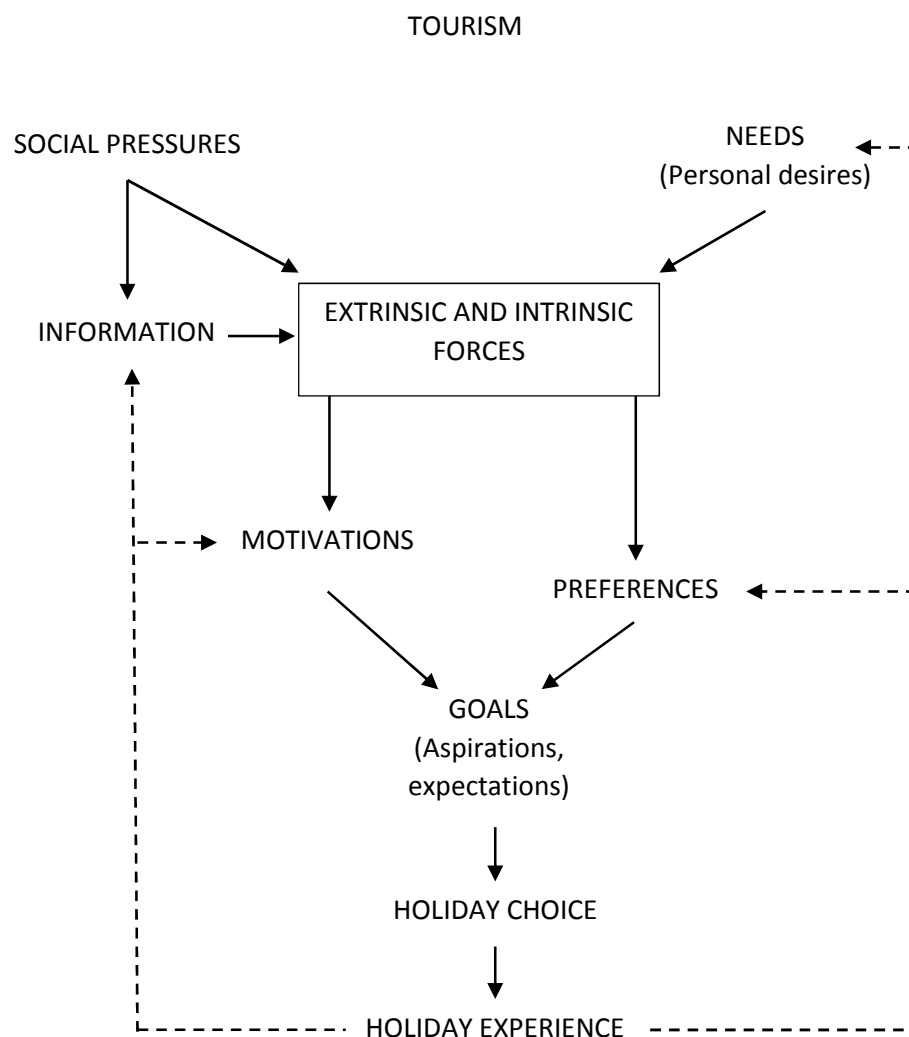 TOURISM
SOCIAL PRESSURES
NEEDS
(Personal desires)
INFORMATION
EXTRINSIC AND INTRINSIC
FORCES
MOTIVATIONS
PREFERENCES
GOALS
(Aspirations,
expectations)
HOLIDAY CHOICE
HOLIDAY EXPERIENCE